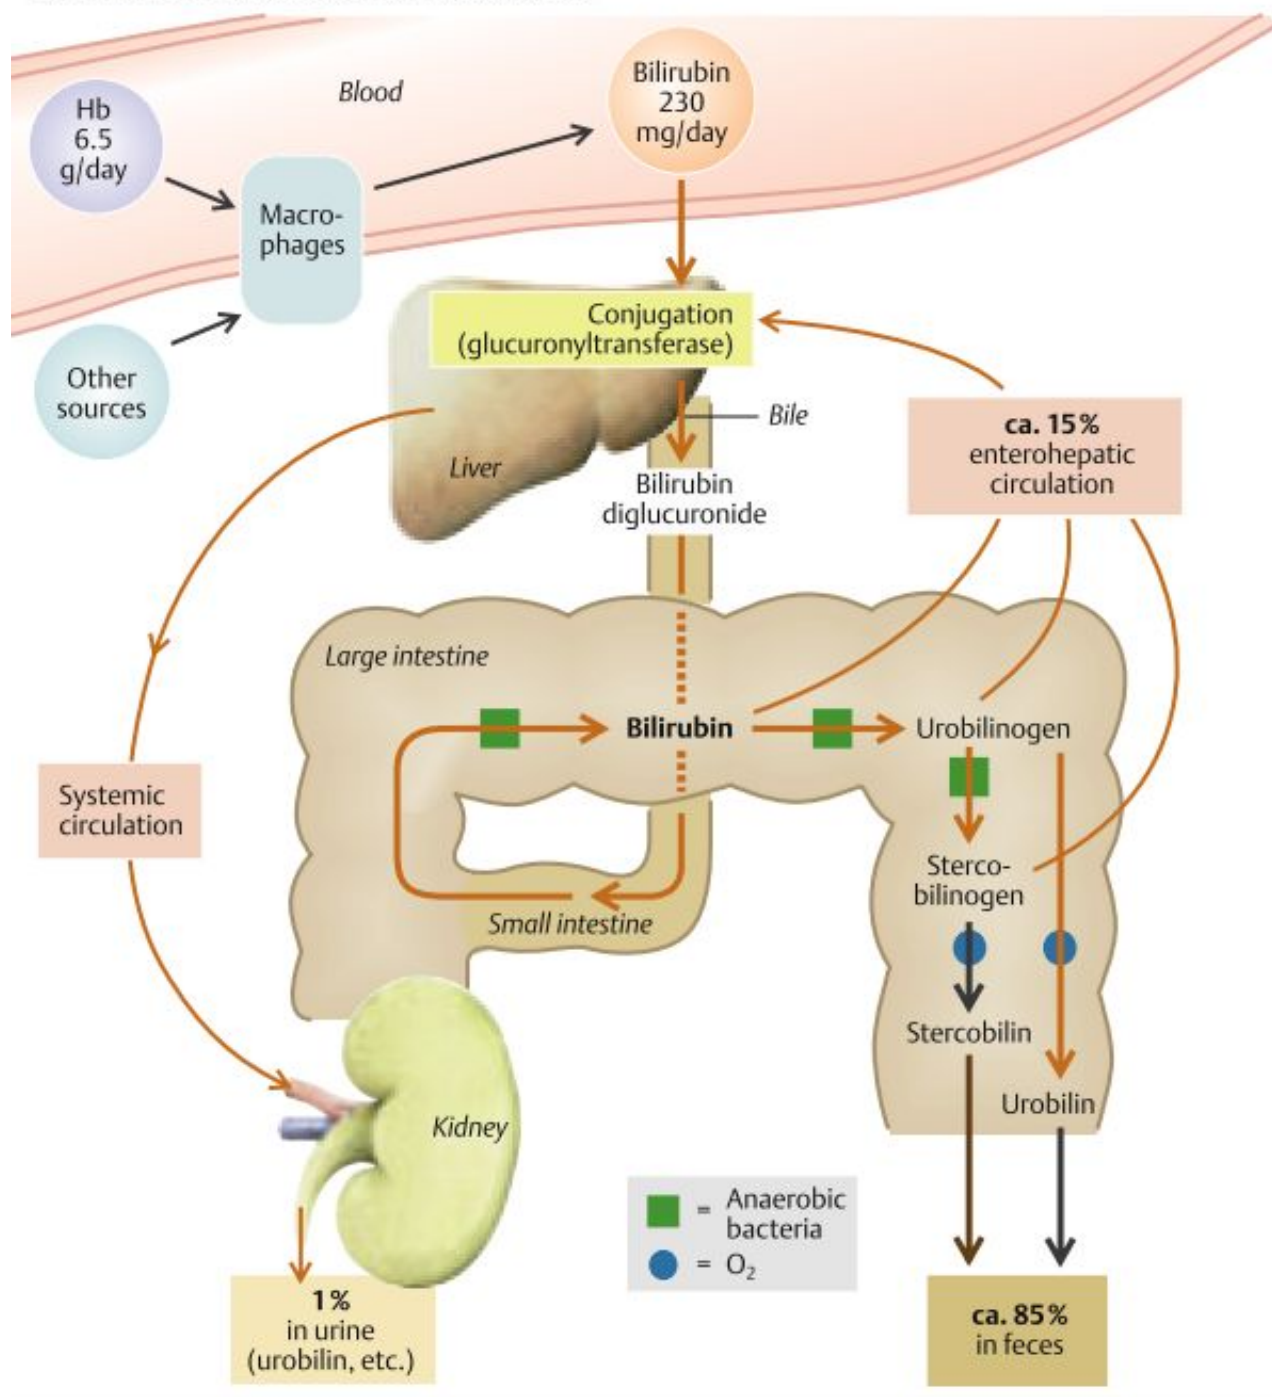 Blood
Hb
6.5
g/day
Bilirubin
230
mg/day
Macro-
phages
Other
sources
Conjugation
(glucuronyltransferase)
Bile
Liver
Bilirubin
diglucuronide
ca. 15%
enterohepatic
circulation
Large intestine
Bilirubin
Urobilinogen
Systemic
circulation
Sterco-
bilinogen
Small intestine
Stercobilin
Urobilin
Kidney
= Anaerobic
bacteria
= O₂
1%
in urine
(urobilin, etc.)
ca. 85%
in feces